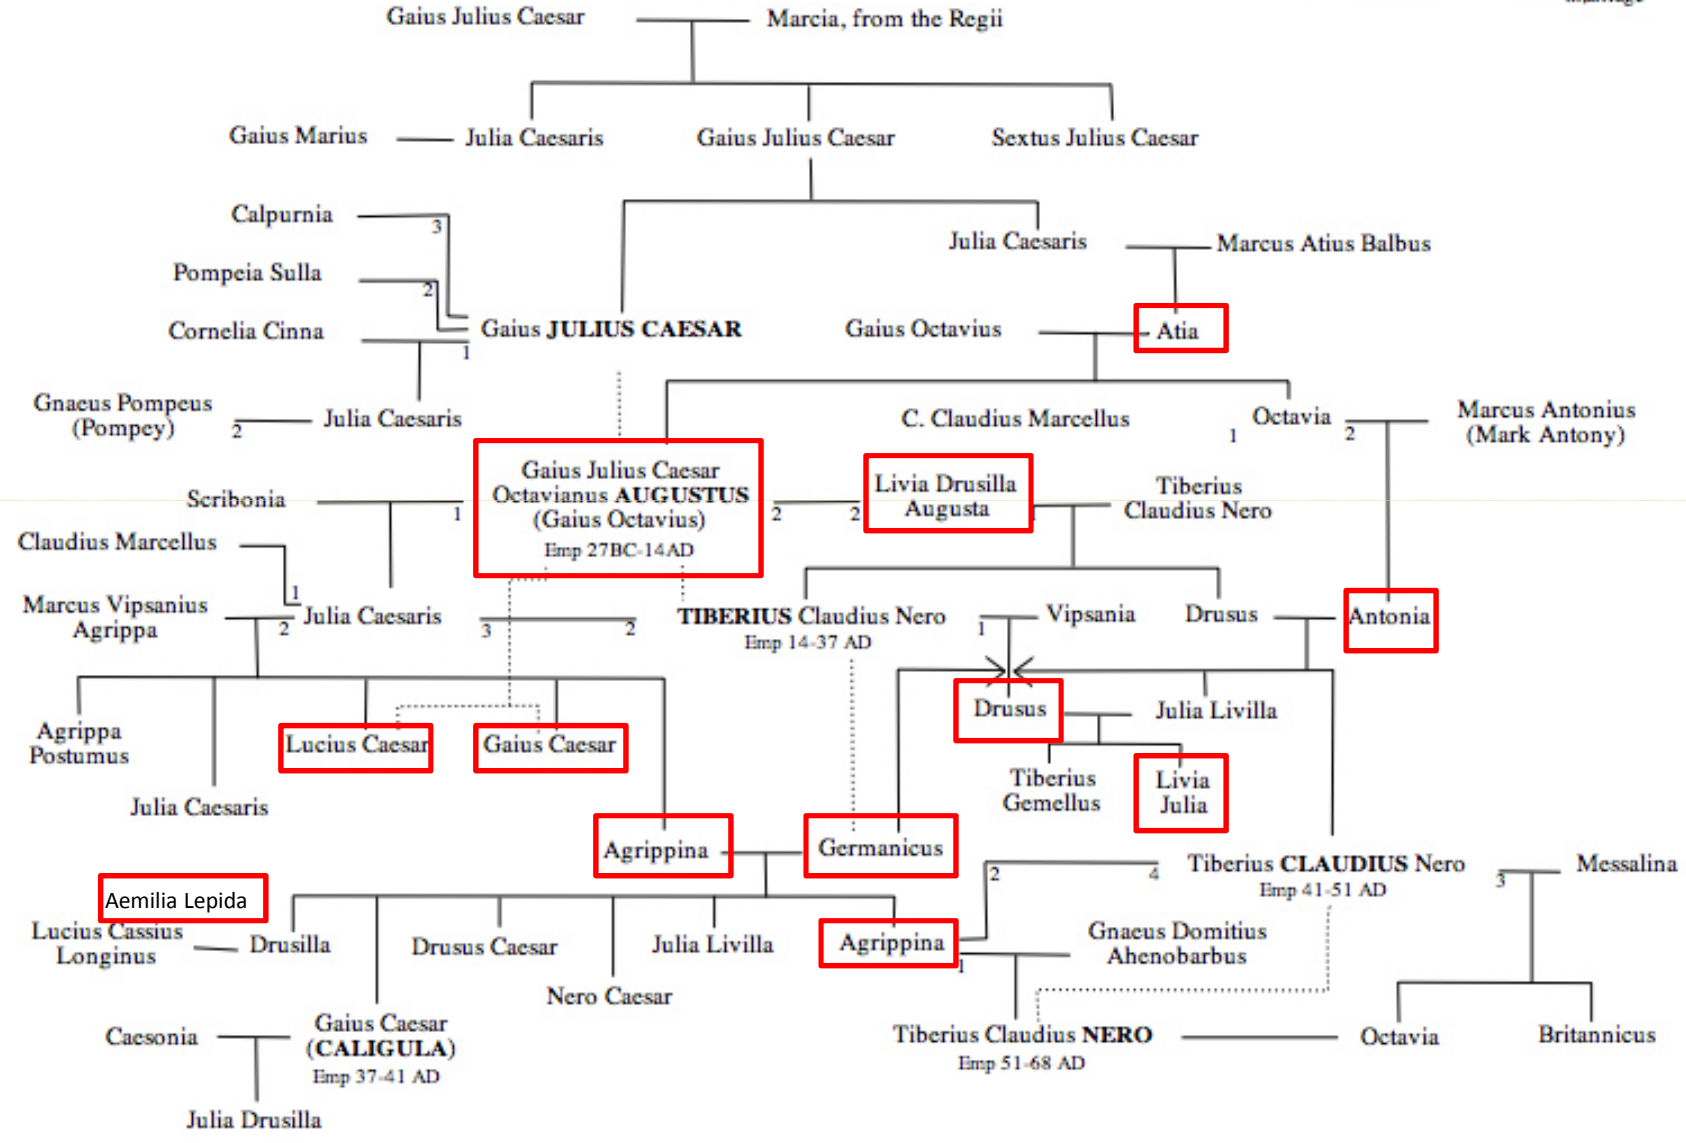 Gaius Julius Caesar
Marcia, from the Regii
Gaius Marius
Julia Caesaris
Gaius Julius Caesar
Sextus Julius Caesar
Calpurnia
3
Julia Caesaris
Marcus Atius Balbus
Pompeia Sulla
2
Cornelia Cinna
1
Gaius JULIUS CAESAR
Gaius Octavius
Atia
Gnaeus Pompeus
(Pompey)
2
Julia Caesaris
C. Claudius Marcellus
1
Octavia
2
Marcus Antonius
(Mark Antony)
Scribonia
1
Gaius Julius Caesar
Octavianus AUGUSTUS
(Gaius Octavius)
Emp 27BC-14AD
2
2
Livia Drusilla
Augusta
1
Tiberius
Claudius Nero
Claudius Marcellus
1
Marcus Vipsanius
Agrippa
2
Julia Caesaris
3
2
TIBERIUS Claudius Nero
Emp 14-37 AD
1
Vipsania
Drusus
Antonia
Agrippa
Postumus
Julia Caesaris
Lucius Caesar
Gaius Caesar
Drusus
Julia Livilla
Tiberius
Gemellus
Livia
Julia
Agrippina
Germanicus
2
4
Tiberius CLAUDIUS Nero
Emp 41-51 AD
3
Messalina
Aemilia Lepida
Lucius Cassius
Longinus
Drusilla
Drusus Caesar
Julia Livilla
Agrippina
1
Gnaeus Domitius
Ahenobarbus
Nero Caesar
Caesonia
Gaius Caesar
(CALIGULA)
Emp 37-41 AD
Tiberius Claudius NERO
Emp 51-68 AD
Octavia
Britannicus
Julia Drusilla